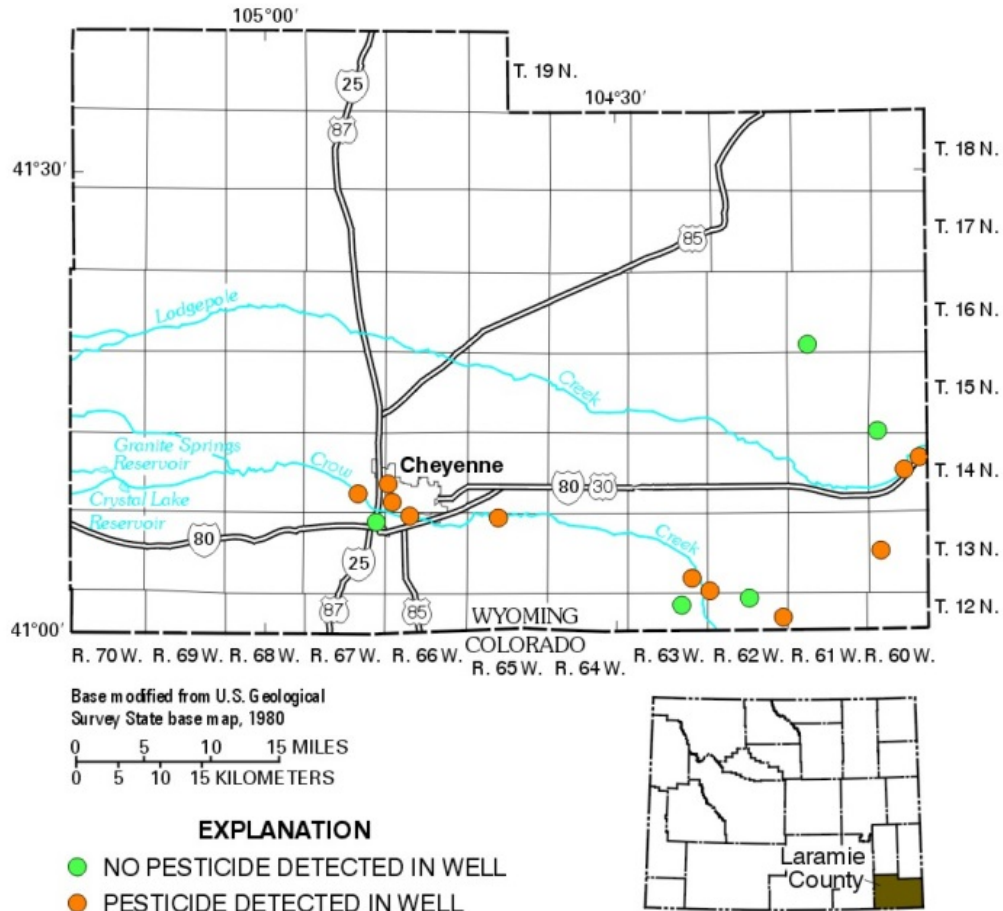 105°00'
T. 19 N.
25
104°30'
87
T. 18 N.
41°30'
T. 17 N.
85
Lodgepole
T. 16 N.
Creek
T. 15 N.
Granite Springs
Reservoir
Crow
Cheyenne
T. 14 N.
Crystal Lake
Reservoir
80 30
80
25
Creek
T. 13 N.
87
85
WYOMING
T. 12 N.
41°00'
COLORADO
R. 70 W. R. 69 W. R. 68 W. R. 67 W. R. 66 W. R. 65 W. R. 64 W. R. 63 W. R. 62 W. R. 61 W. R. 60 W.
Base modified from U.S. Geological
Survey State base map, 1980
0 5 10 15 MILES
0 5 10 15 KILOMETERS
EXPLANATION
NO PESTICIDE DETECTED IN WELL
PESTICIDE DETECTED IN WELL
Laramie
County